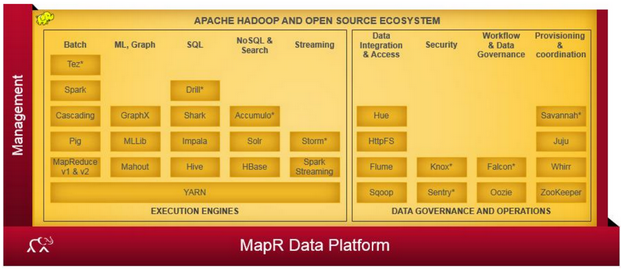 APACHE HADOOP AND OPEN SOURCE ECOSYSTEM
Management
Batch
ML, Graph
SQL
NoSQL &
Search
Streaming
Data
Integration
& Access
Security
Workflow
& Data
Governance
Provisioning
&
coordination
Tez*
Spark
Drill*
Cascading
GraphX
Shark
Accumulo*
Hue
Savannah*
Pig
MLLib
Impala
Solr
Storm*
HttpFS
Juju
MapReduce
v1 & v2
Mahout
Hive
HBase
Spark
Streaming
Flume
Knox*
Falcon*
Whirr
YARN
Sqoop
Sentry*
Oozie
ZooKeeper
EXECUTION ENGINES
DATA GOVERNANCE AND OPERATIONS
MapR Data Platform